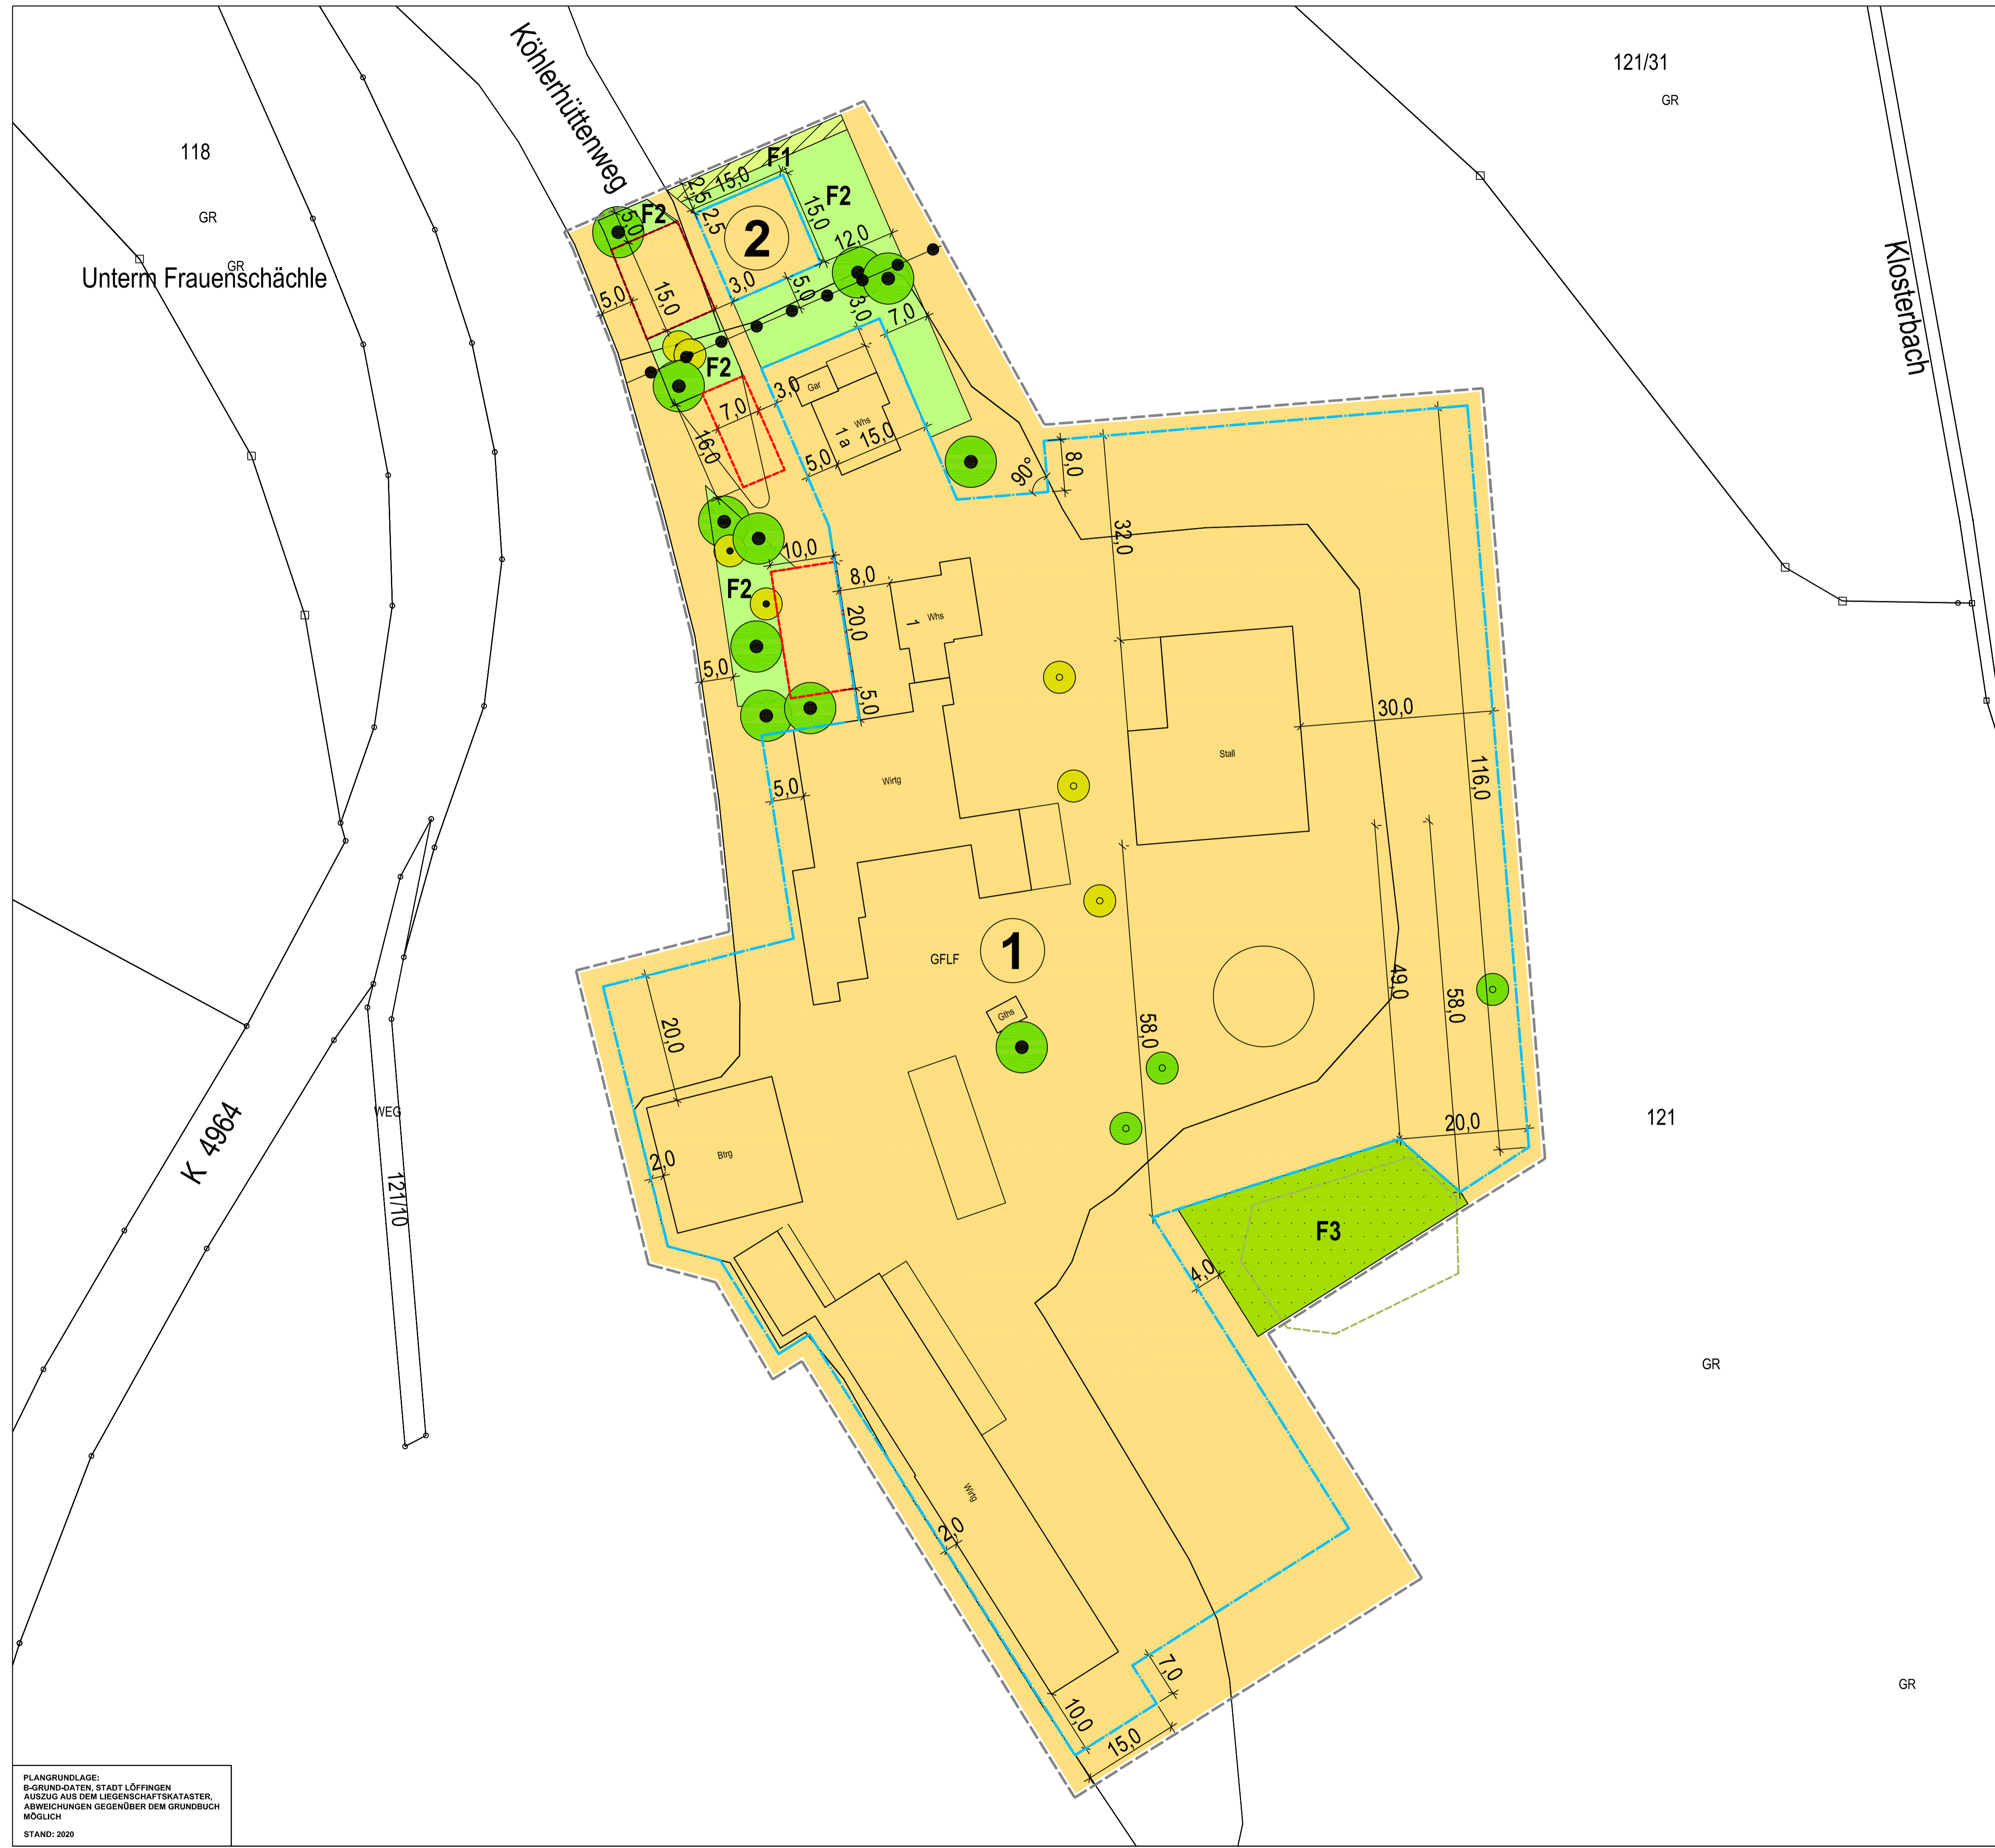 Köhlerhüttenweg
121/31
GR
118
GR
GR
Unterm Frauenschächle
Klosterbach
F1
F2
F2
2,5
15,0
2,5
5,0
15,0
2
12,0
3,0
5,0
5,0
15,0
3,0
7,0
F2
Gar
3,0
7,0
Whs
1 a
15,0
16,0
5,0
90°
8,0
32,0
10,0
8,0
F2
20,0
1
Whs
5,0
5,0
30,0
Stall
116,0
Wirtg
5,0
GFLF
1
49,0
58,0
58,0
Gths
20,0
K 4964
WEG
121/10
Btrg
2,0
20,0
121
F3
4,0
GR
Wirtg
2,0
7,0
10,0
15,0
GR
PLANGRUNDLAGE:
B-GRUND-DATEN, STADT LÖFFINGEN
AUSZUG AUS DEM LIEGENSCHAFTSKATASTER,
ABWEICHUNGEN GEGENÜBER DEM GRUNDBUCH
MÖGLICH
STAND: 2020